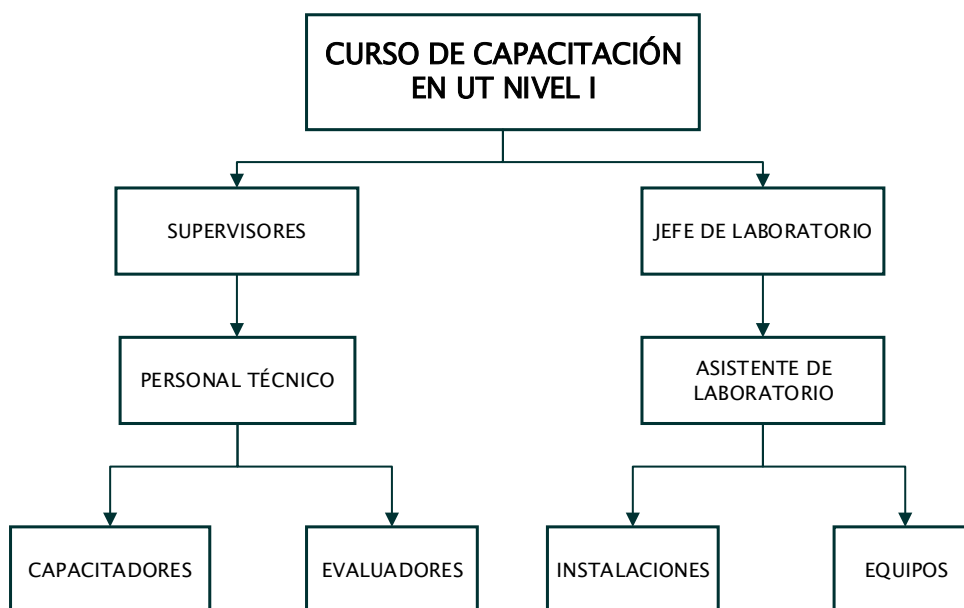 CURSO DE CAPACITACIÓN
EN UT NIVEL I
SUPERVISORES
JEFE DE LABORATORIO
PERSONAL TÉCNICO
ASISTENTE DE
LABORATORIO
CAPACITADORES
EVALUADORES
INSTALACIONES
EQUIPOS